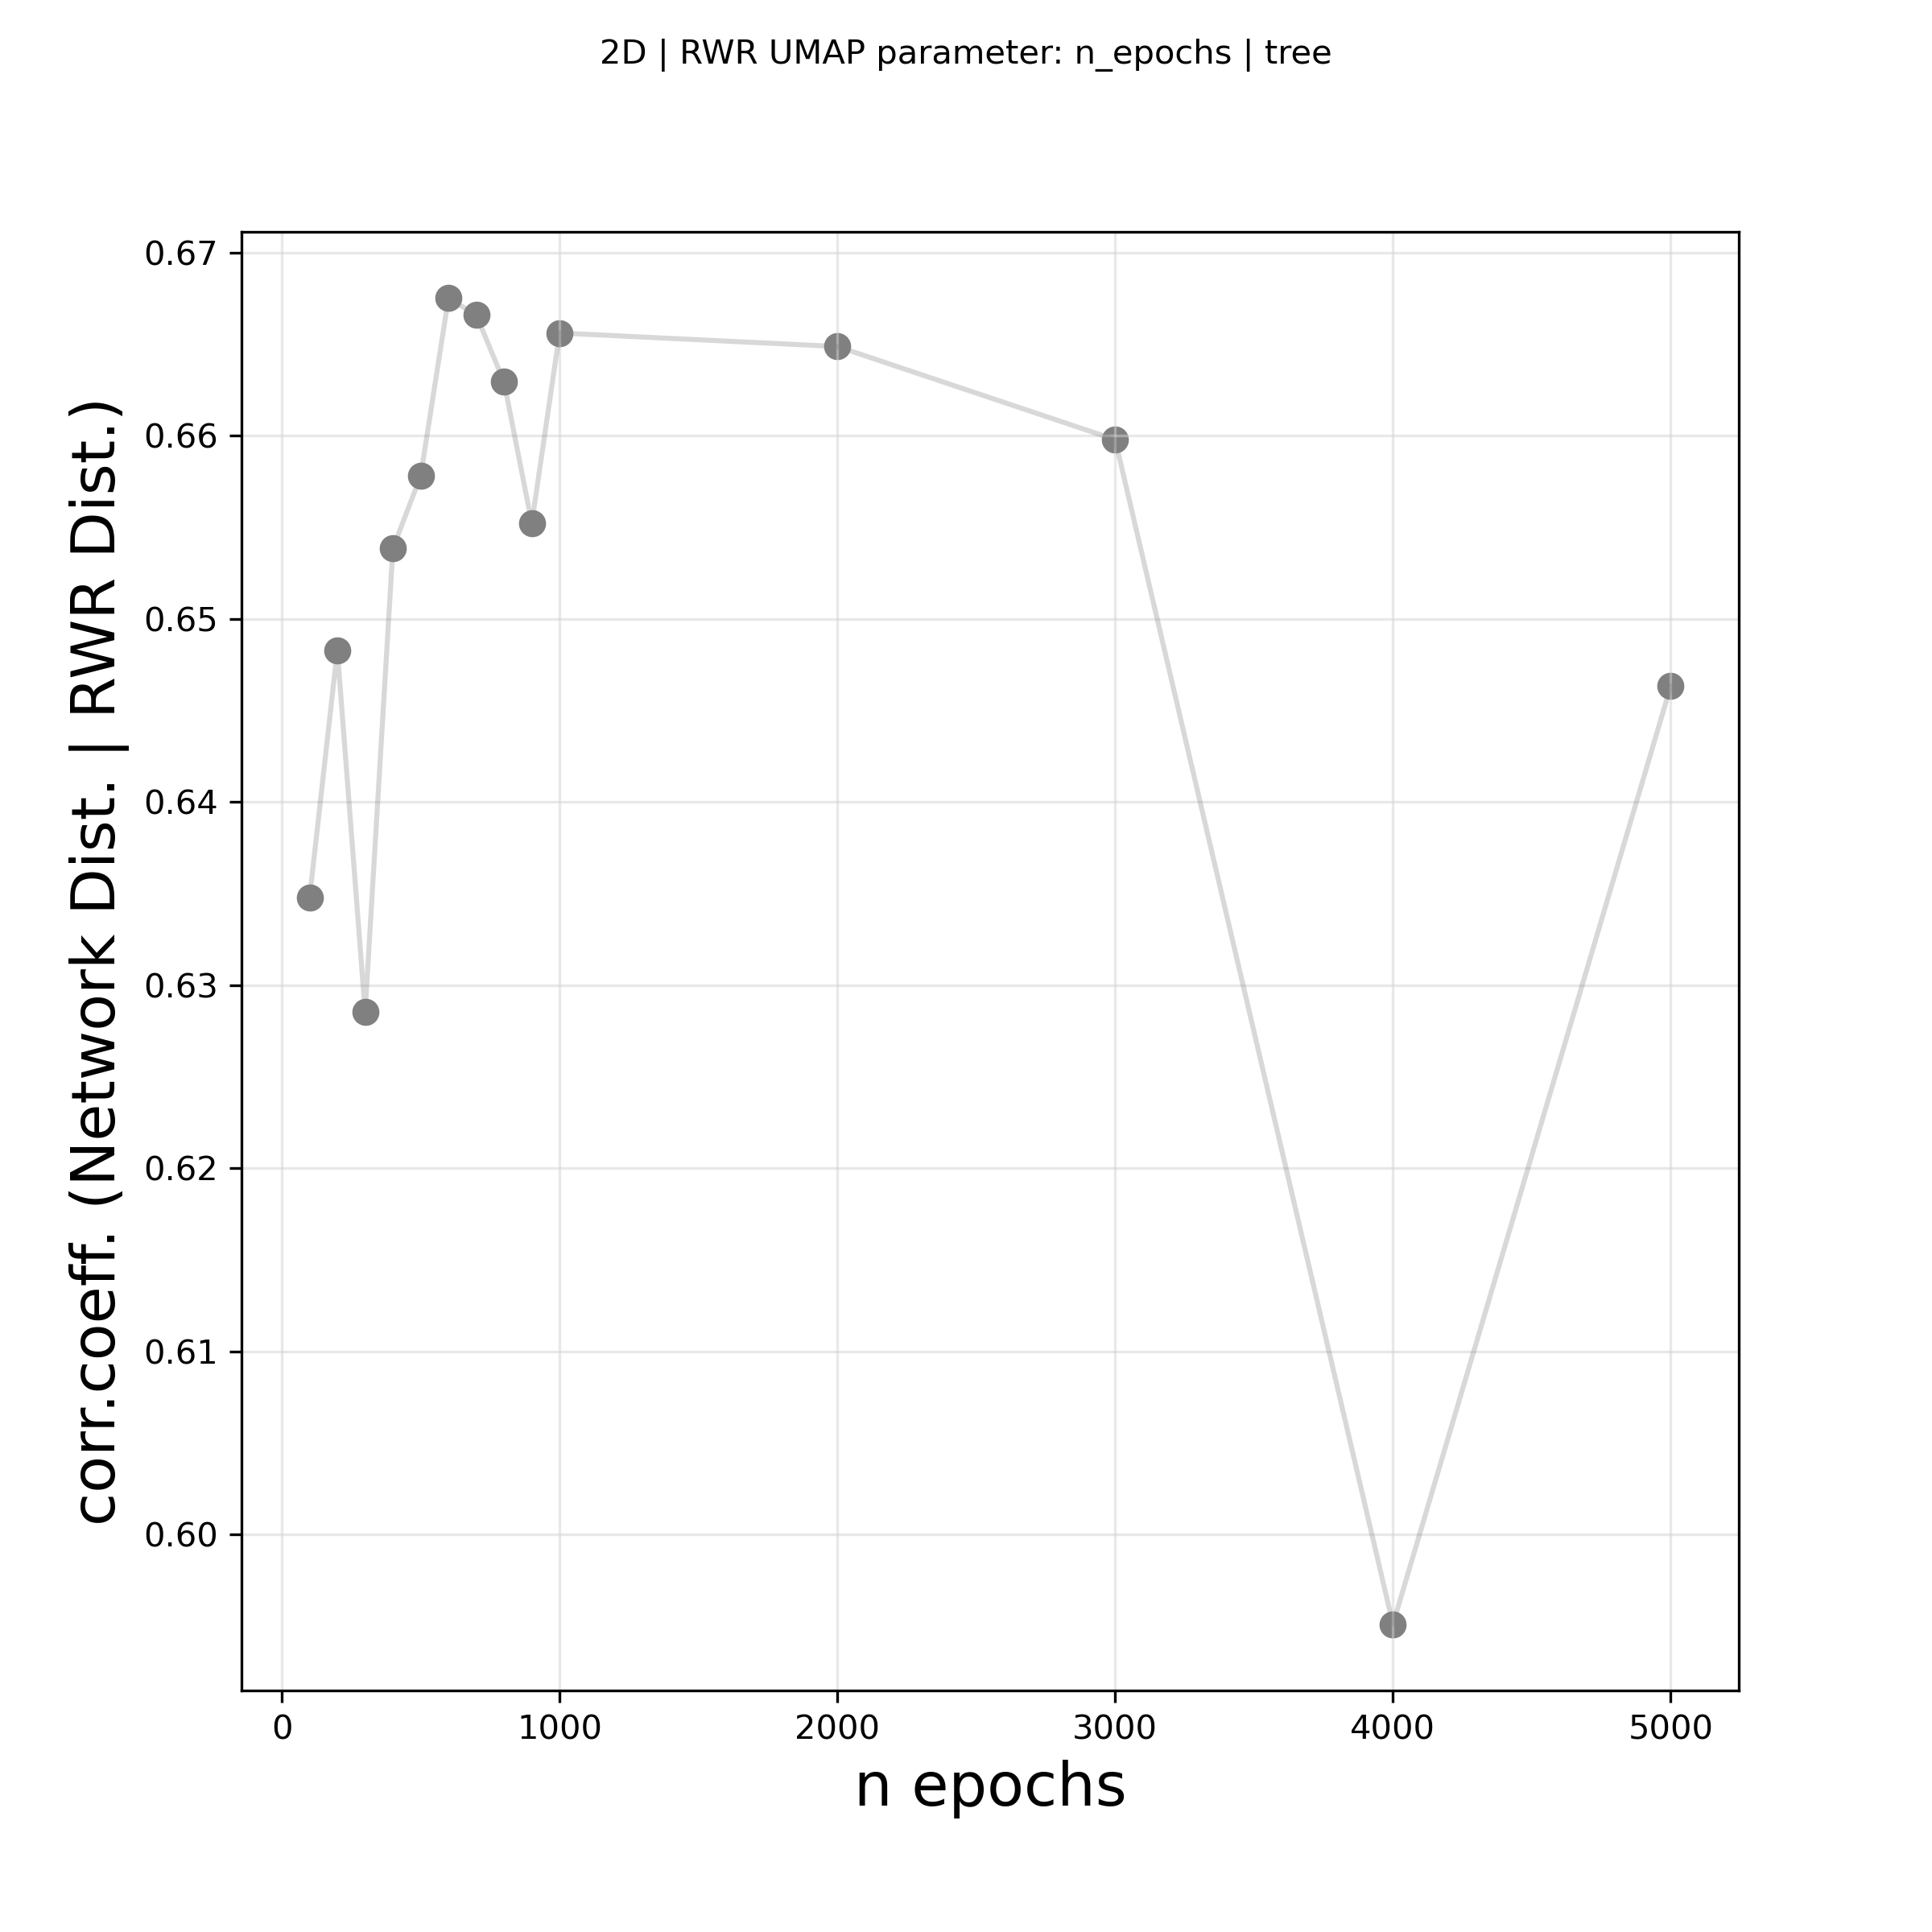 2D | RWR UMAP parameter: n_epochs | tree
corr.coeff. (Network Dist. | RWR Dist.)
0.67
0.66
0.65
0.64
0.63
0.62
0.61
0.60
0 1000 2000 3000 4000 5000
n epochs